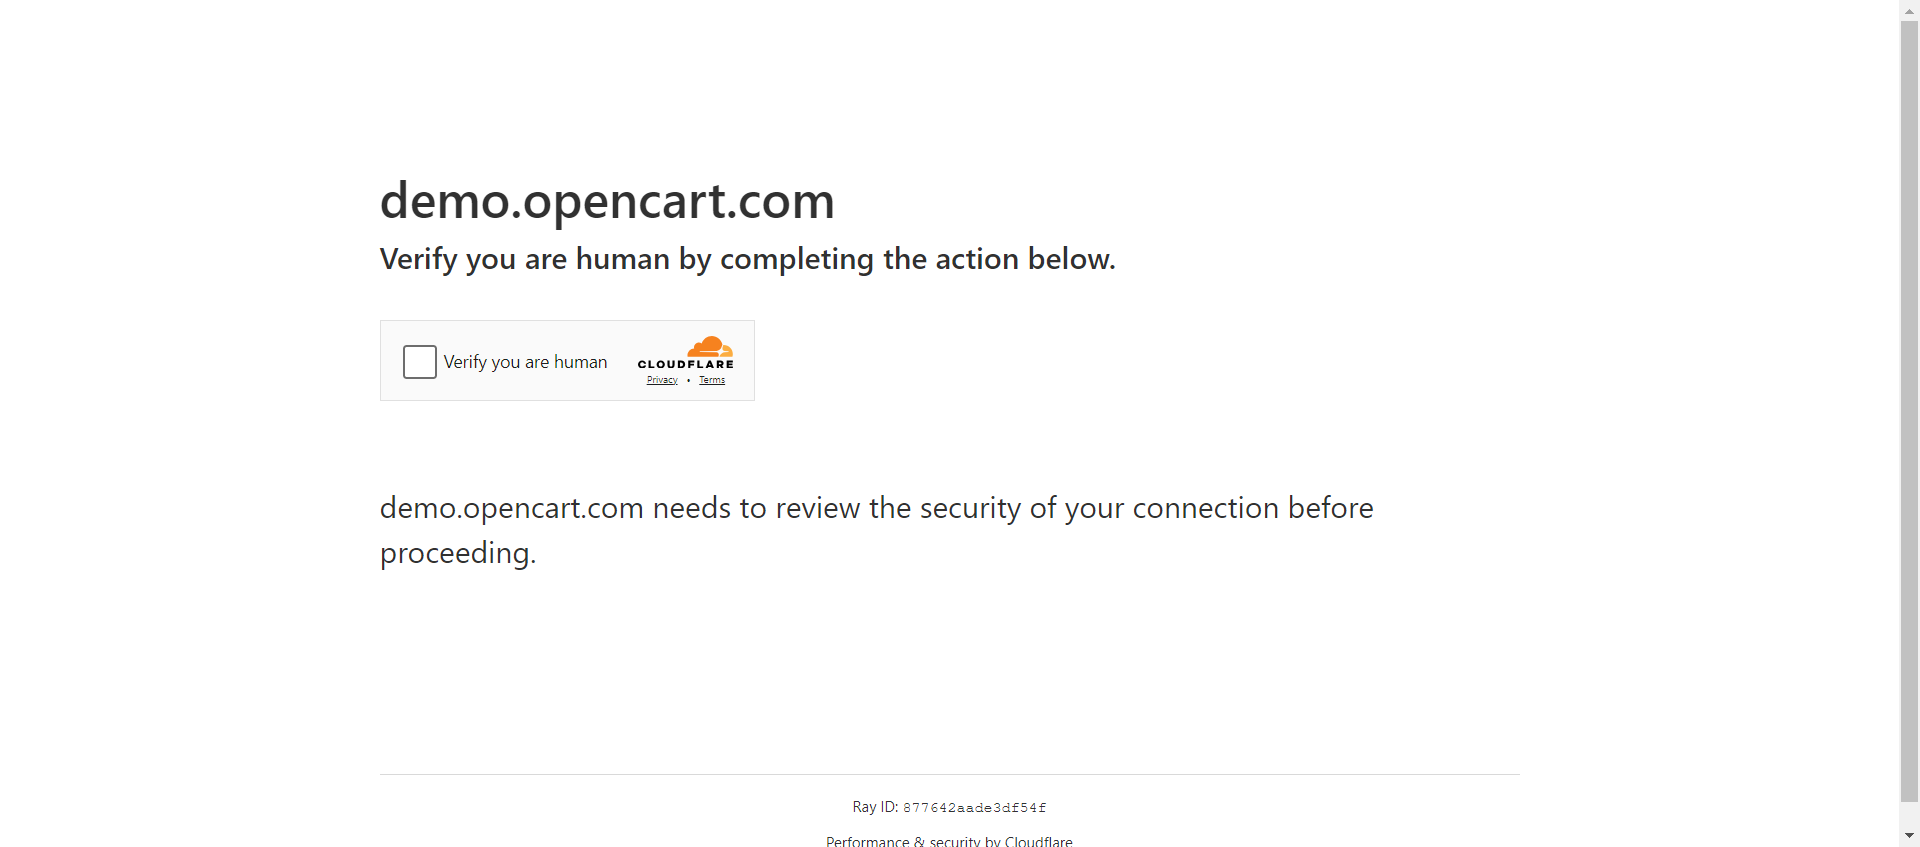 demo.opencart.com
Verify you are human by completing the action below.
Verify you are human
CLOUDFLARE
Privacy • Terms
demo.opencart.com needs to review the security of your connection before
proceeding.
Ray ID: 877642aade3df54f
Performance & security by Cloudflare